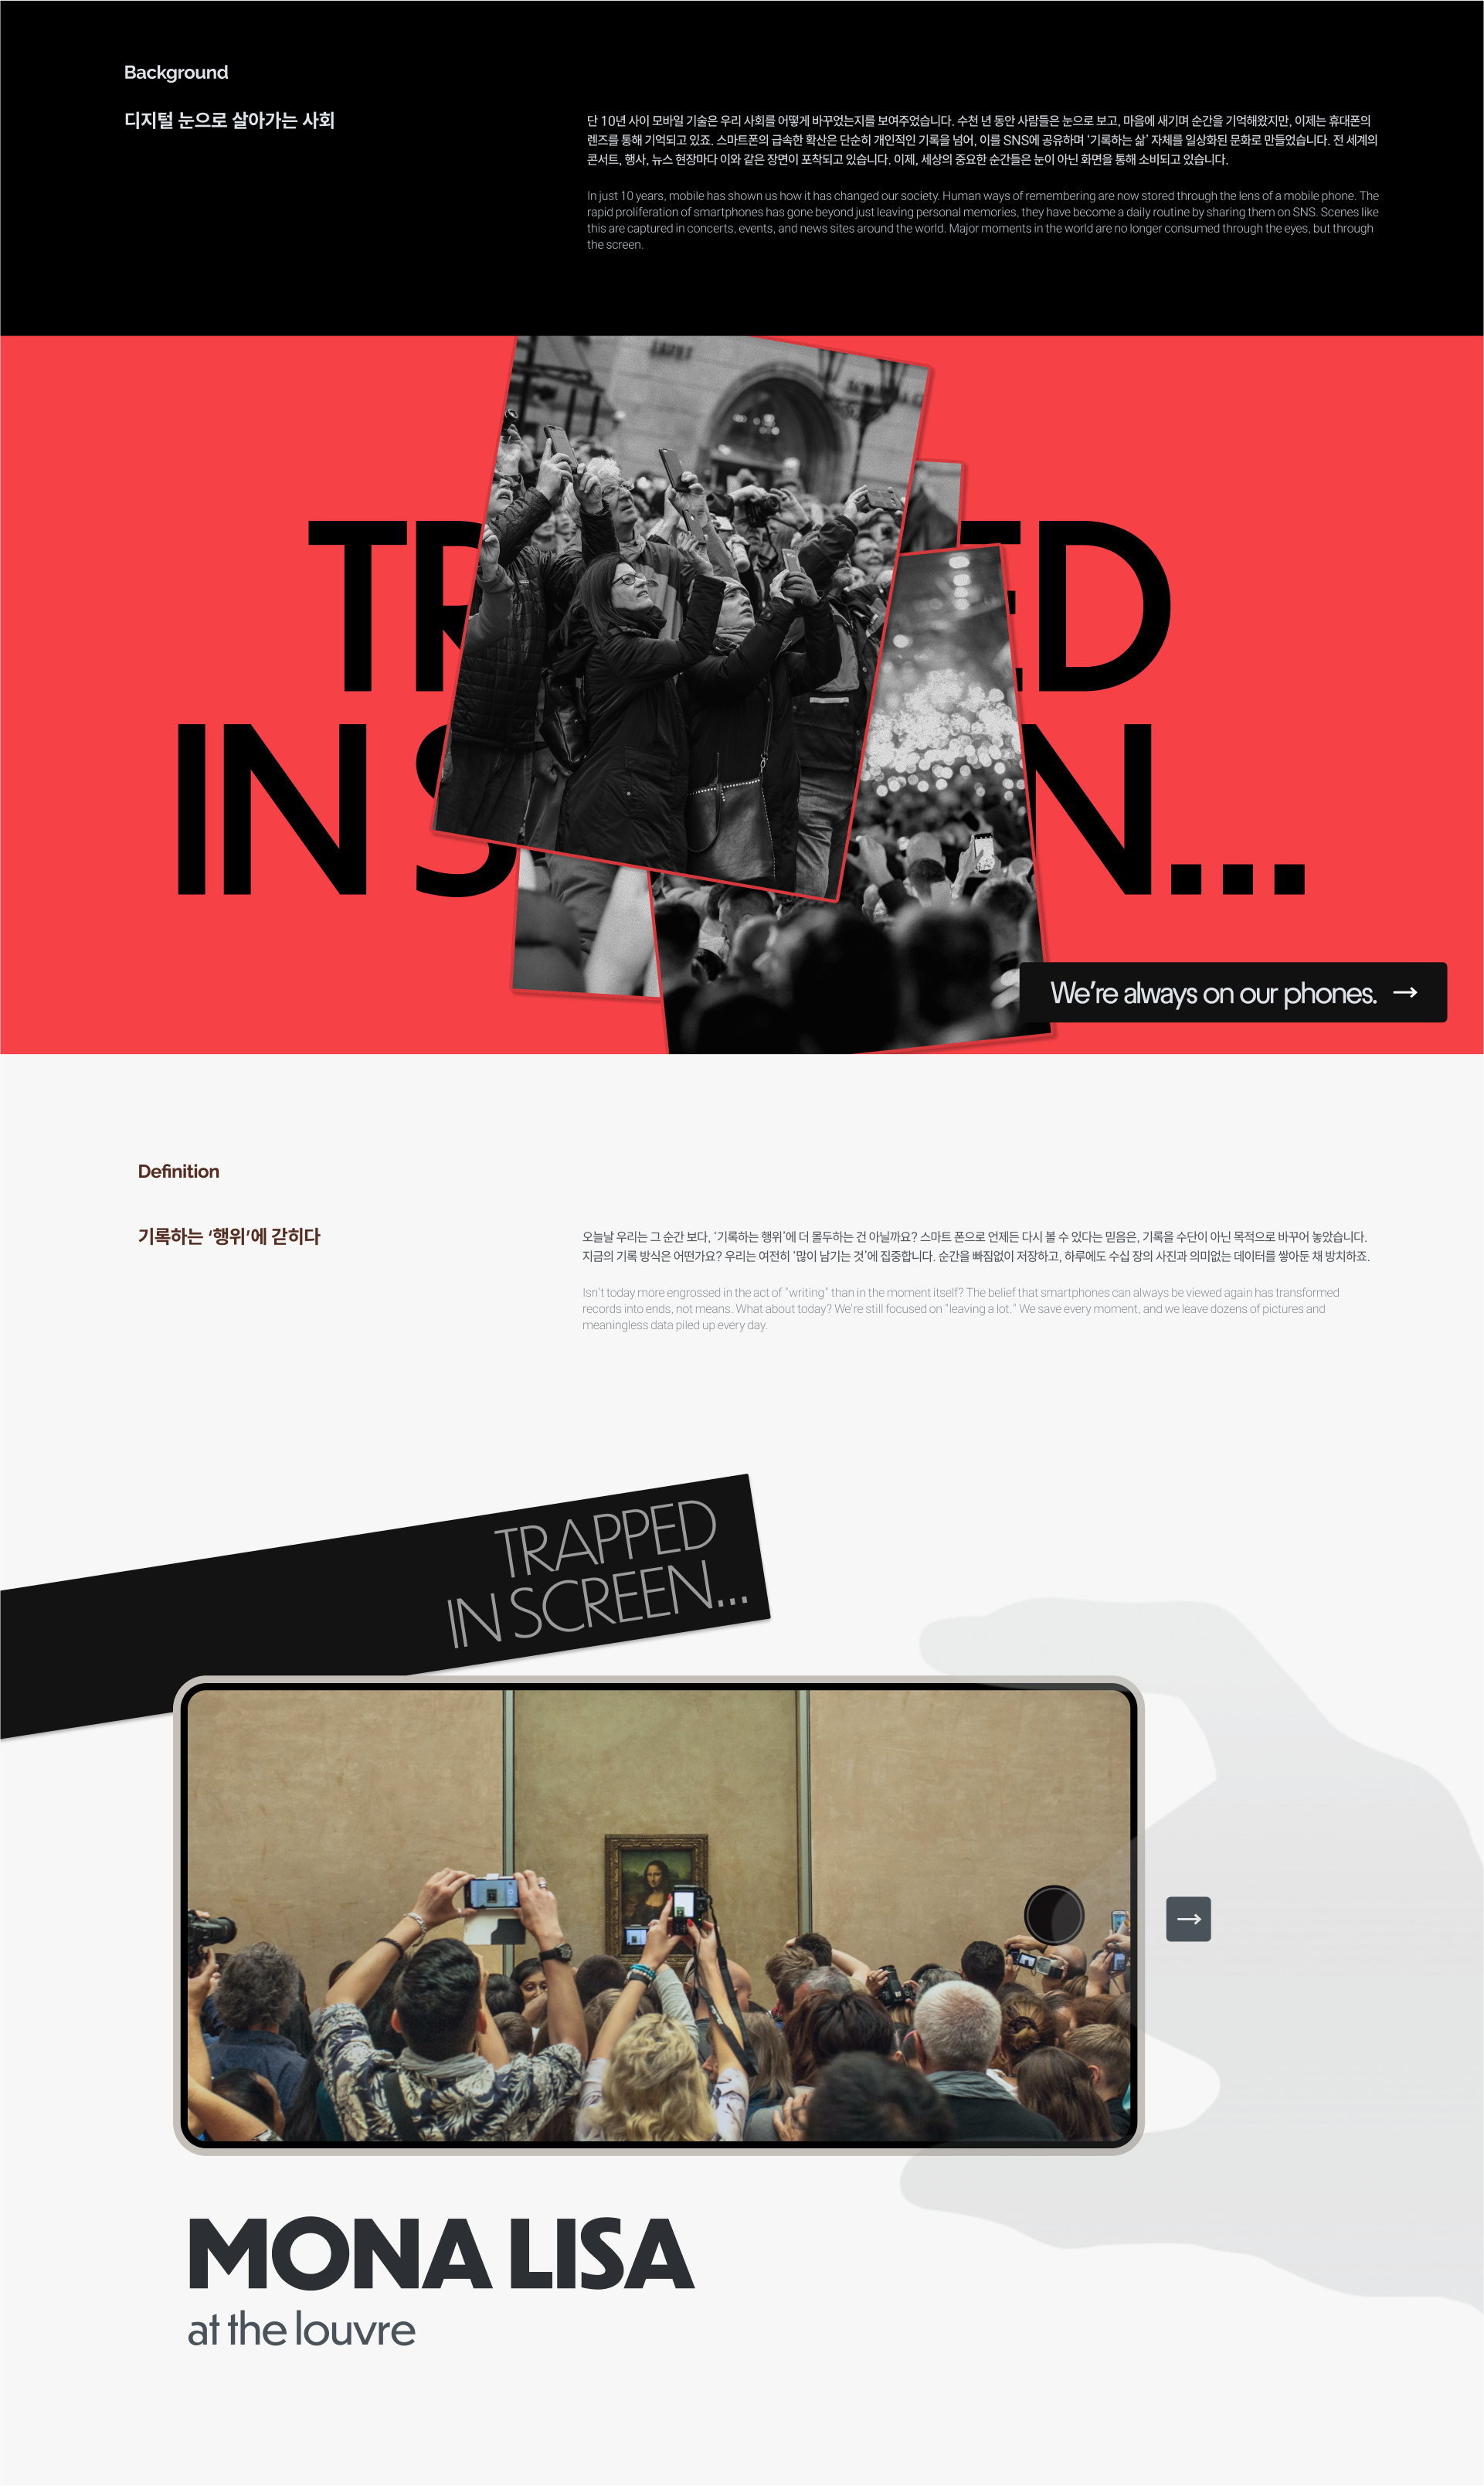 Background
디지털 눈으로 살아가는 사회
단 10년 사이 모바일 기술은 우리 사회를 어떻게 바꾸었는지를 보여주었습니다. 수천 년 동안 사람들은 눈으로 보고, 마음에 새기며 순간을 기억해왔지만, 이제는 휴대폰의
렌즈를 통해 기억되고 있죠. 스마트폰의 급속한 확산은 단순히 개인적인 기록을 넘어, 이를 SNS에 공유하며 ‘기록하는 삶’ 자체를 일상화된 문화로 만들었습니다. 전 세계의
콘서트, 행사, 뉴스 현장마다 이와 같은 장면이 포착되고 있습니다. 이제, 세상의 중요한 순간들은 눈이 아닌 화면을 통해 소비되고 있습니다.
In just 10 years, mobile has shown us how it has changed our society. Human ways of remembering are now stored through the lens of a mobile phone. The
rapid proliferation of smartphones has gone beyond just leaving personal memories, they have become a daily routine by sharing them on SNS. Scenes like
this are captured in concerts, events, and news sites around the world. Major moments in the world are no longer consumed through the eyes, but through
the screen.
TR ED
IN S N...
We’re always on our phones. →
Definition
기록하는 ‘행위’에 갇히다
오늘날 우리는 그 순간 보다, ‘기록하는 행위’에 더 몰두하는 건 아닐까요? 스마트 폰으로 언제든 다시 볼 수 있다는 믿음은, 기록을 수단이 아닌 목적으로 바꾸어 놓았습니다.
지금의 기록 방식은 어떤가요? 우리는 여전히 ‘많이 남기는 것’에 집중합니다. 순간을 빠짐없이 저장하고, 하루에도 수십 장의 사진과 의미없는 데이터를 쌓아둔 채 방치하죠.
Isn't today more engrossed in the act of "writing" than in the moment itself? The belief that smartphones can always be viewed again has transformed
records into ends, not means. What about today? We're still focused on "leaving a lot." We save every moment, and we leave dozens of pictures and
meaningless data piled up every day.
TRAPPED
IN SCREEN...
→
MONA LISA
at the louvre